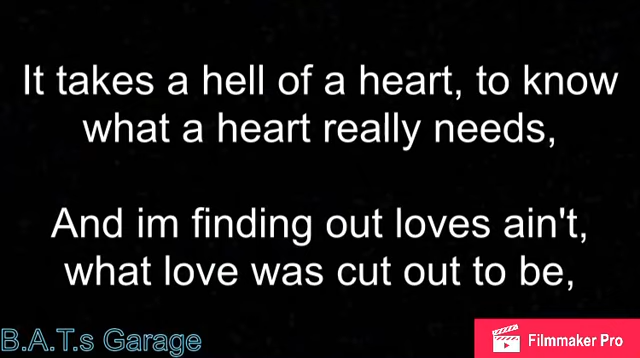 It takes a hell of a heart, to know
what a heart really needs,
And im finding out loves ain't,
what love was cut out to be,
B.A.T.s Garage
Filmmaker Pro